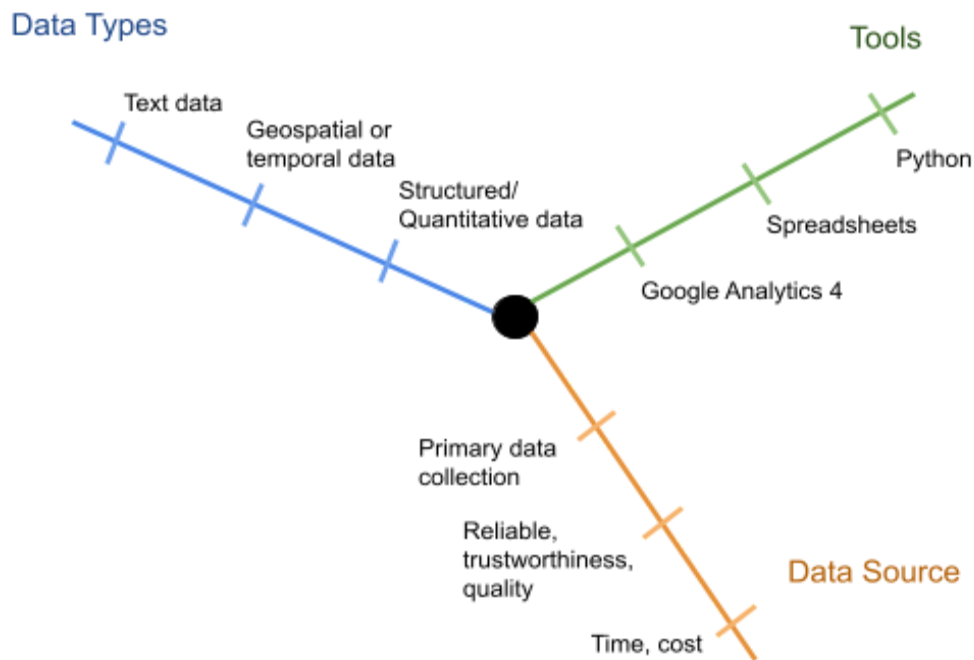 Data Types
Tools
Text data
Geospatial or
temporal data
Structured/
Quantitative data
Python
Spreadsheets
Google Analytics 4
Primary data
collection
Reliable,
trustworthiness,
quality
Data Source
Time, cost